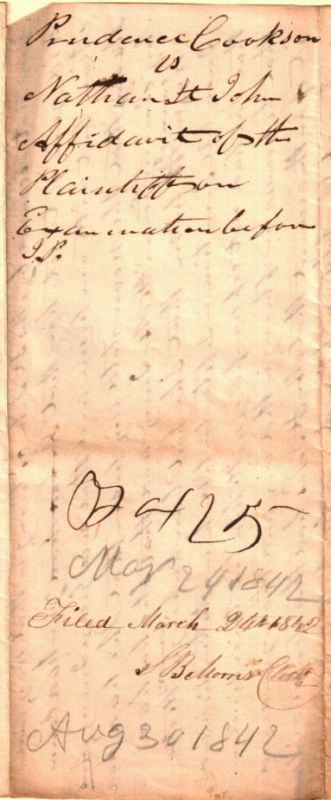 Prudence Cookson
vs
Nathan St John
Affidavit of the
Plaintiff on
Examination before
J.P.
425
May 24 1842
Filed March 24th 1842
Bellows Clerk
Aug 30 1842